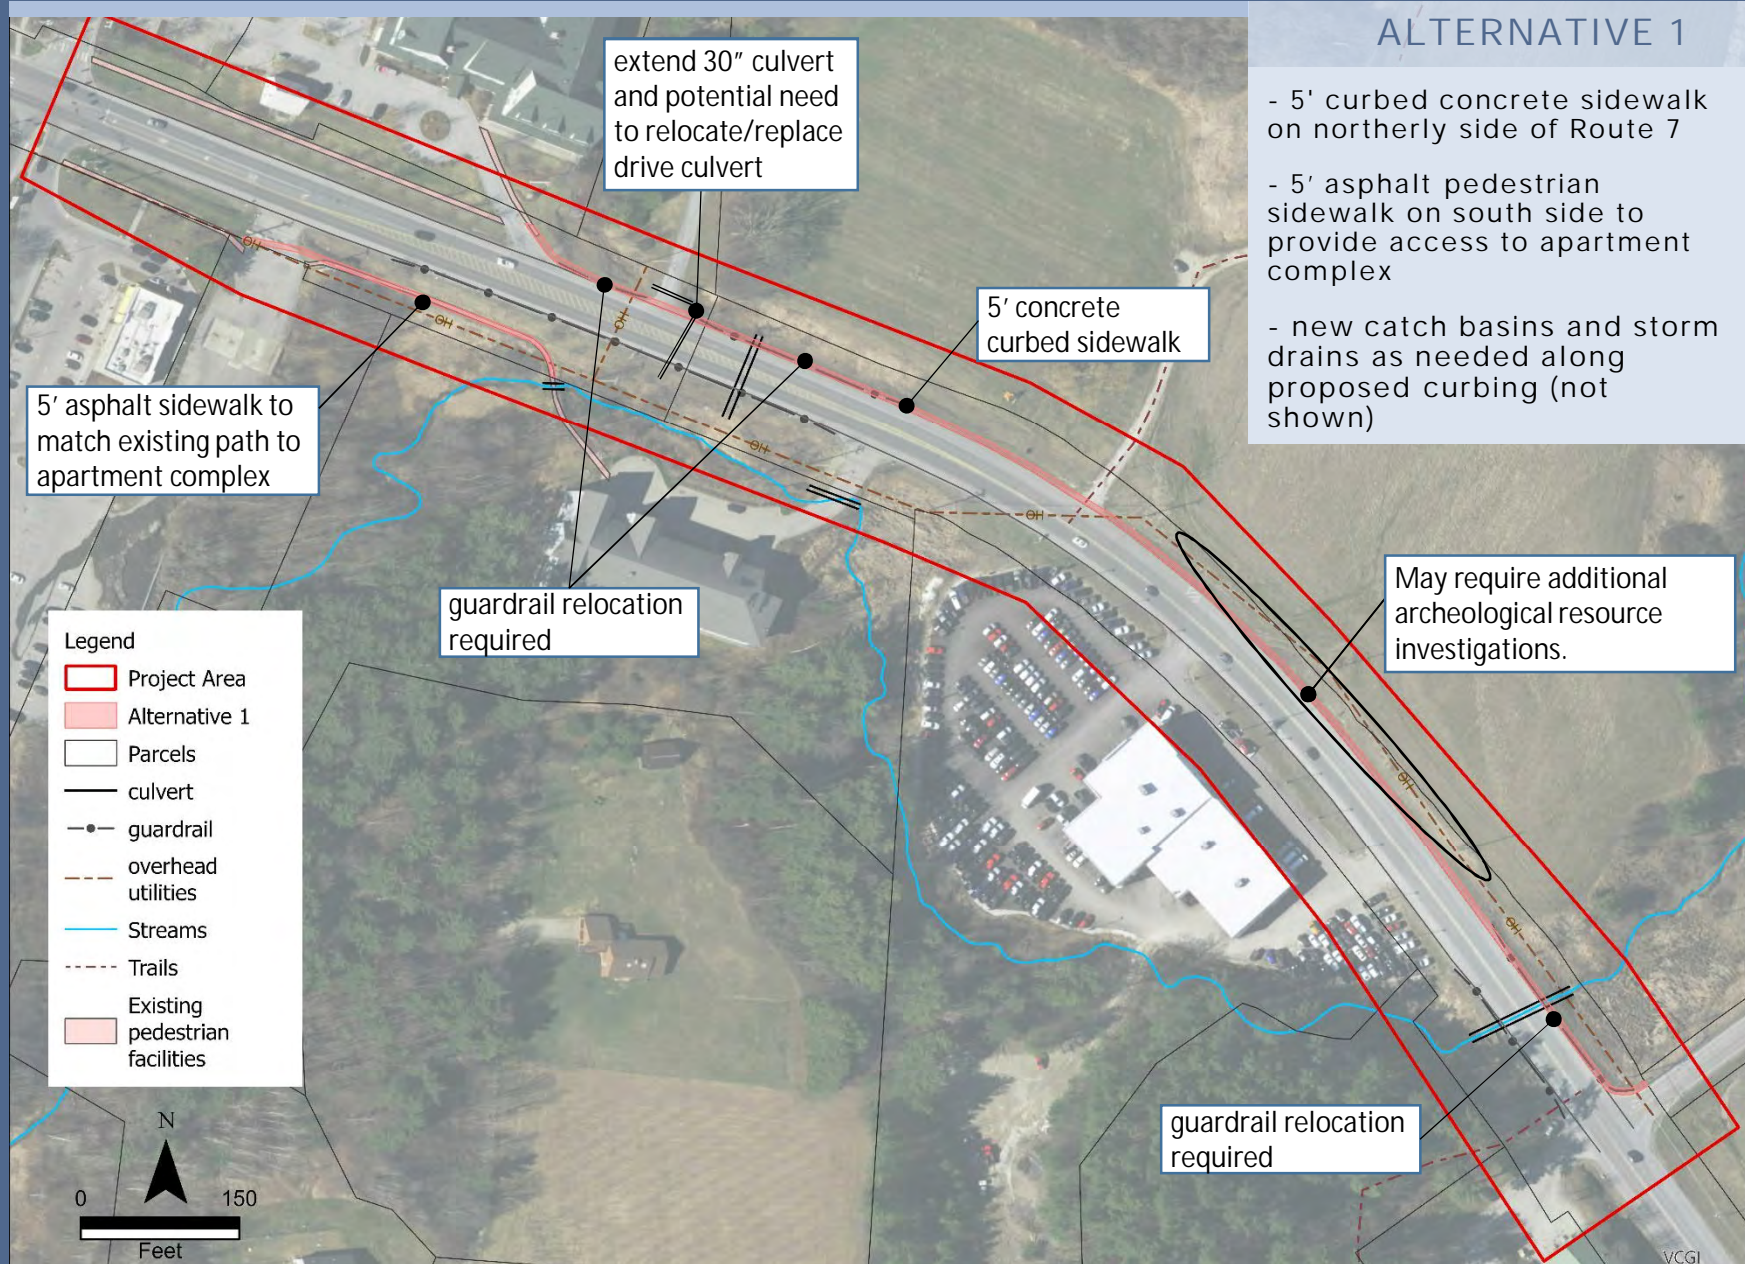 ALTERNATIVE 1
- 5' curbed concrete sidewalk
on northerly side of Route 7
- 5' asphalt pedestrian
sidewalk on south side to
provide access to apartment
complex
- new catch basins and storm
drains as needed along
proposed curbing (not
shown)
extend 30" culvert
and potential need
to relocate/replace
drive culvert
5' concrete
curbed sidewalk
5' asphalt sidewalk to
match existing path to
apartment complex
guardrail relocation
required
May require additional
archeological resource
investigations.
guardrail relocation
required
OH
OH
OH
OH
OH
OH
OH
Legend
Project Area
Alternative 1
Parcels
culvert
guardrail
overhead
utilities
Streams
Trails
Existing
pedestrian
facilities
N
0 150
Feet
VCGI